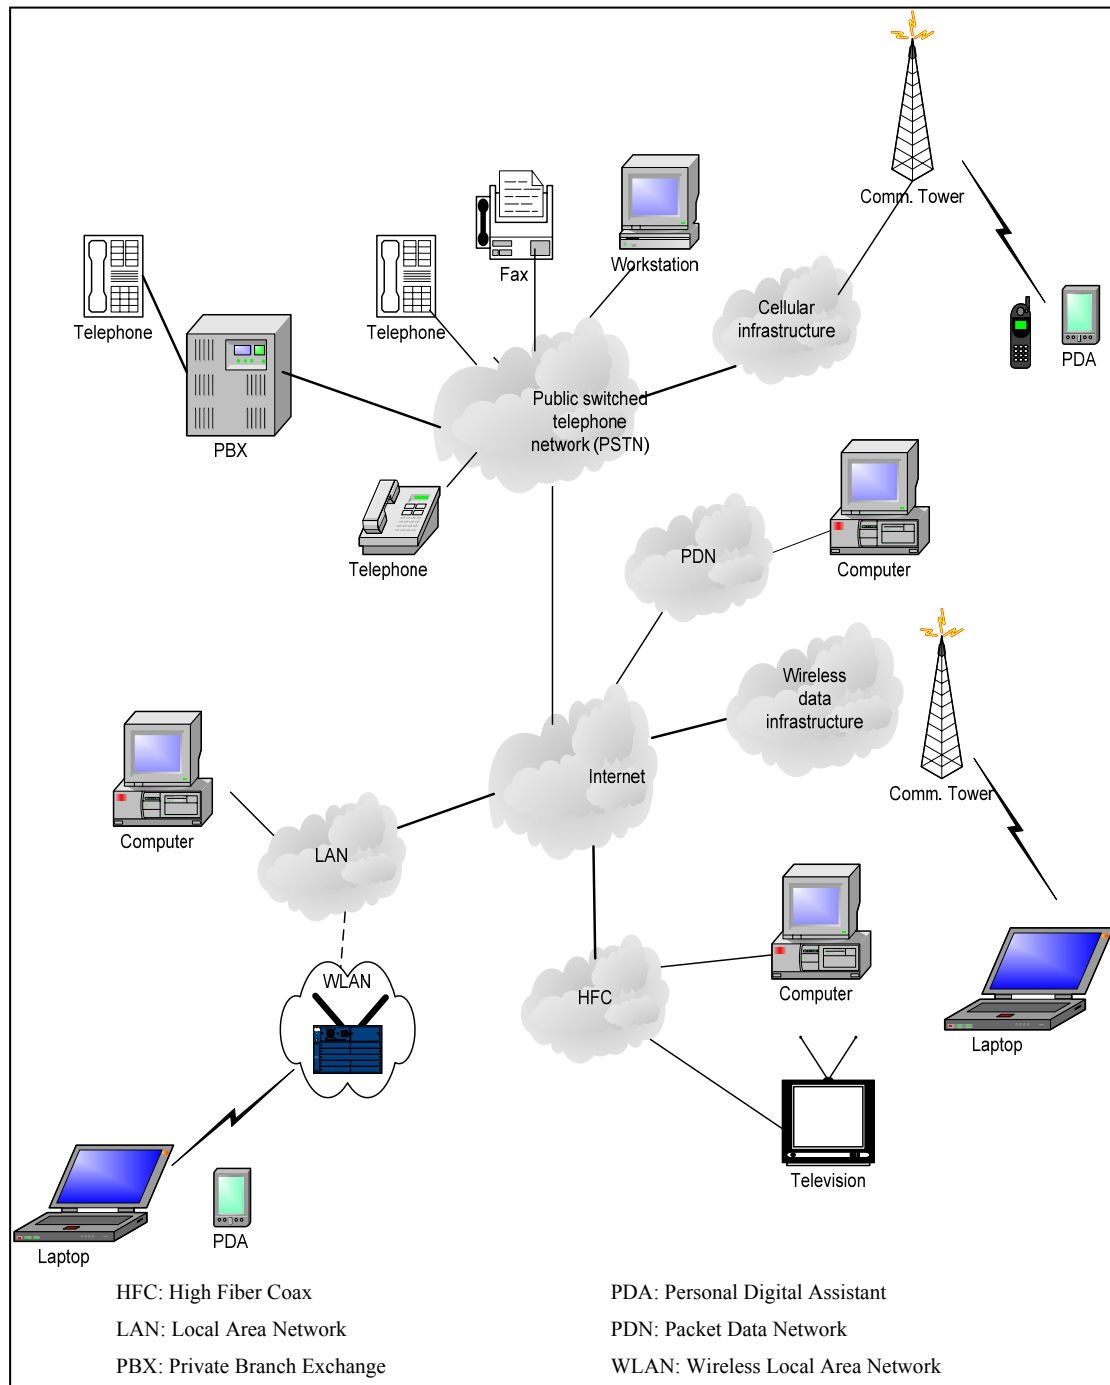 Comm. Tower
Fax
Workstation
Telephone
Telephone
Cellular
infrastructure
PDA
PBX
Public switched
telephone
network (PSTN)
Telephone
PDN
Computer
Wireless
data
infrastructure
Internet
Comm. Tower
Computer
LAN
WLAN
HFC
Computer
Laptop
Television
Laptop
PDA
HFC: High Fiber Coax
PDA: Personal Digital Assistant
LAN: Local Area Network
PDN: Packet Data Network
PBX: Private Branch Exchange
WLAN: Wireless Local Area Network